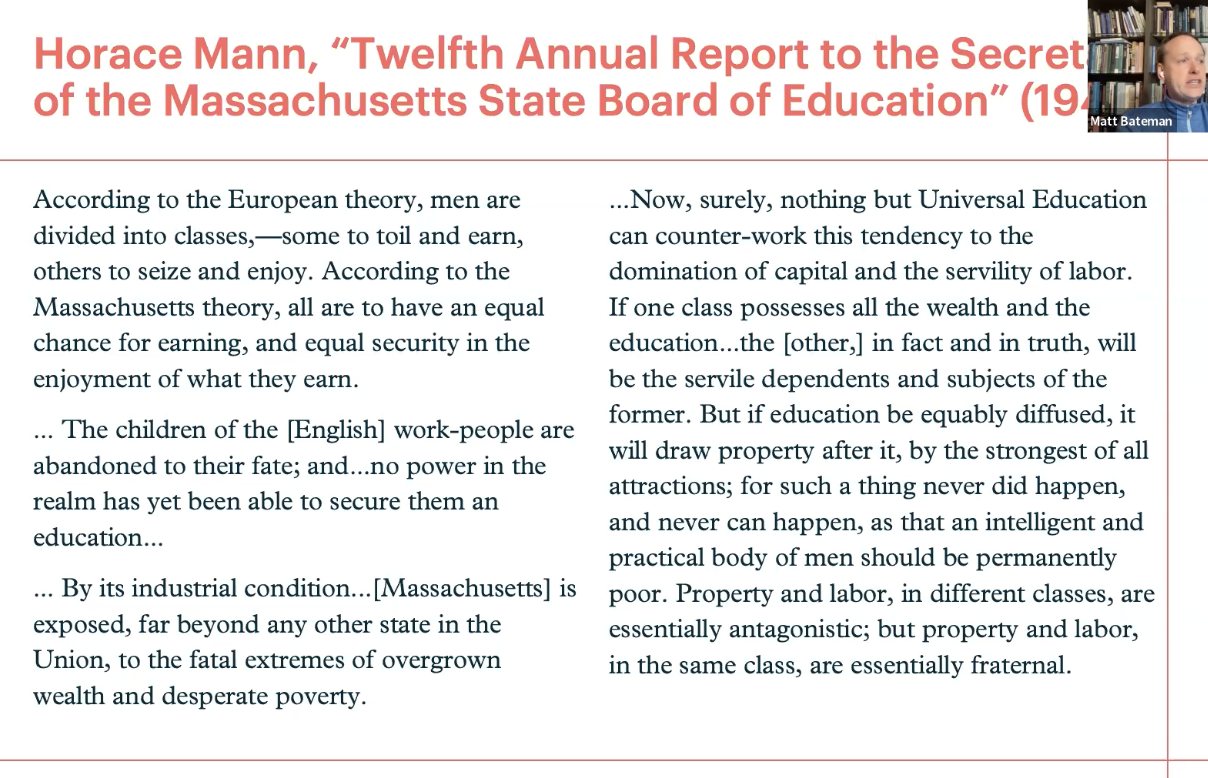 Horace Mann, “Twelfth Annual Report to the
of the Massachusetts State Board of Education”
Matt Bateman
According to the European theory, men are
divided into classes,—some to toil and earn,
others to seize and enjoy. According to the
Massachusetts theory, all are to have an equal
chance for earning, and equal security in the
enjoyment of what they earn.
... The children of the [English] work-people are
abandoned to their fate; and...no power in the
realm has yet been able to secure them an
education...
... By its industrial condition...[Massachusetts] is
exposed, far beyond any other state in the
Union, to the fatal extremes of overgrown
wealth and desperate poverty.
...Now, surely, nothing but Universal Education
can counter-work this tendency to the
domination of capital and the servility of labor.
If one class possesses all the wealth and the
education...the [other,] in fact and in truth, will
be the servile dependents and subjects of the
former. But if education be equably diffused, it
will draw property after it, by the strongest of all
attractions; for such a thing never did happen,
and never can happen, as that an intelligent and
practical body of men should be permanently
poor. Property and labor, in different classes, are
essentially antagonistic; but property and labor,
in the same class, are essentially fraternal.